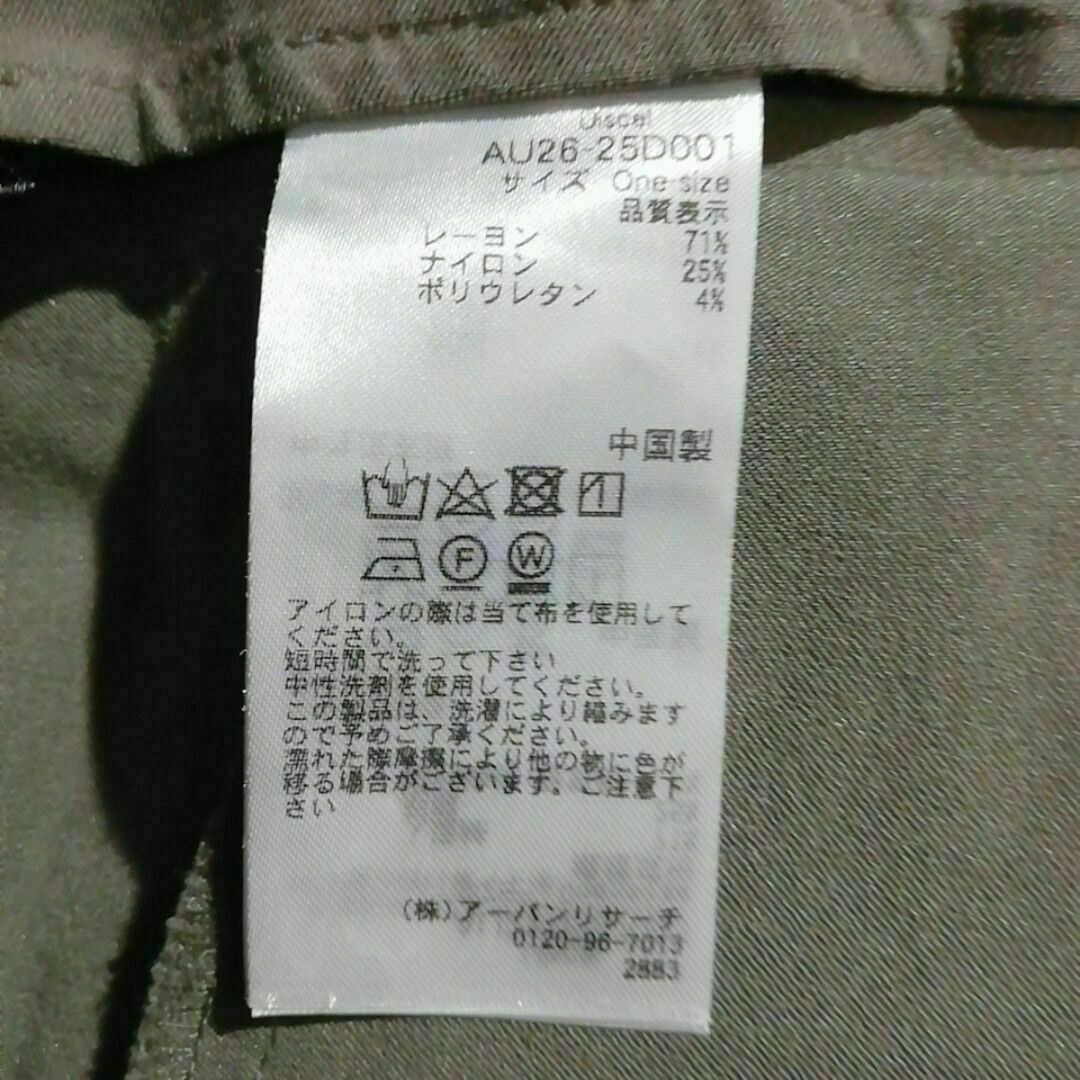 Discel
AU26-25D001
サイズ One size
品質表示
レーヨン 71%
ナイロン 25%
ポリウレタン 4%
中国製
F W
アイロンの際は当て布を使用して
ください。
短時間で洗って下さい
中性洗剤を使用してください。
この製品は、洗濯により縮みます
ので予めご了承ください。
濡れた際摩擦により他の物に色が
移る場合がございます。ご注意下
さい
(株)アーバンリサーチ
0120-96-7013
2883